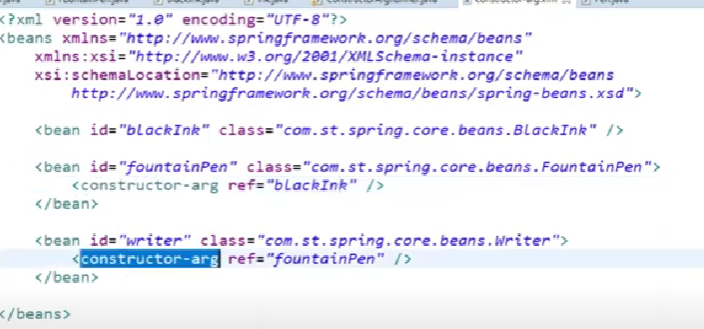 <?xml version="1.0" encoding="UTF-8"?>
<beans xmlns="http://www.springframework.org/schema/beans"
xmlns:xsi="http://www.w3.org/2001/XMLSchema-instance"
xsi:schemaLocation="http://www.springframework.org/schema/beans
http://www.springframework.org/schema/beans/spring-beans.xsd">
<bean id="blackInk" class="com.st.spring.core.beans.BlackInk" />
<bean id="fountainPen" class="com.st.spring.core.beans.FountainPen">
<constructor-arg ref="blackInk" />
</bean>
<bean id="writer" class="com.st.spring.core.beans.Writer">
<constructor-arg ref="fountainPen" />
</bean>
</beans>